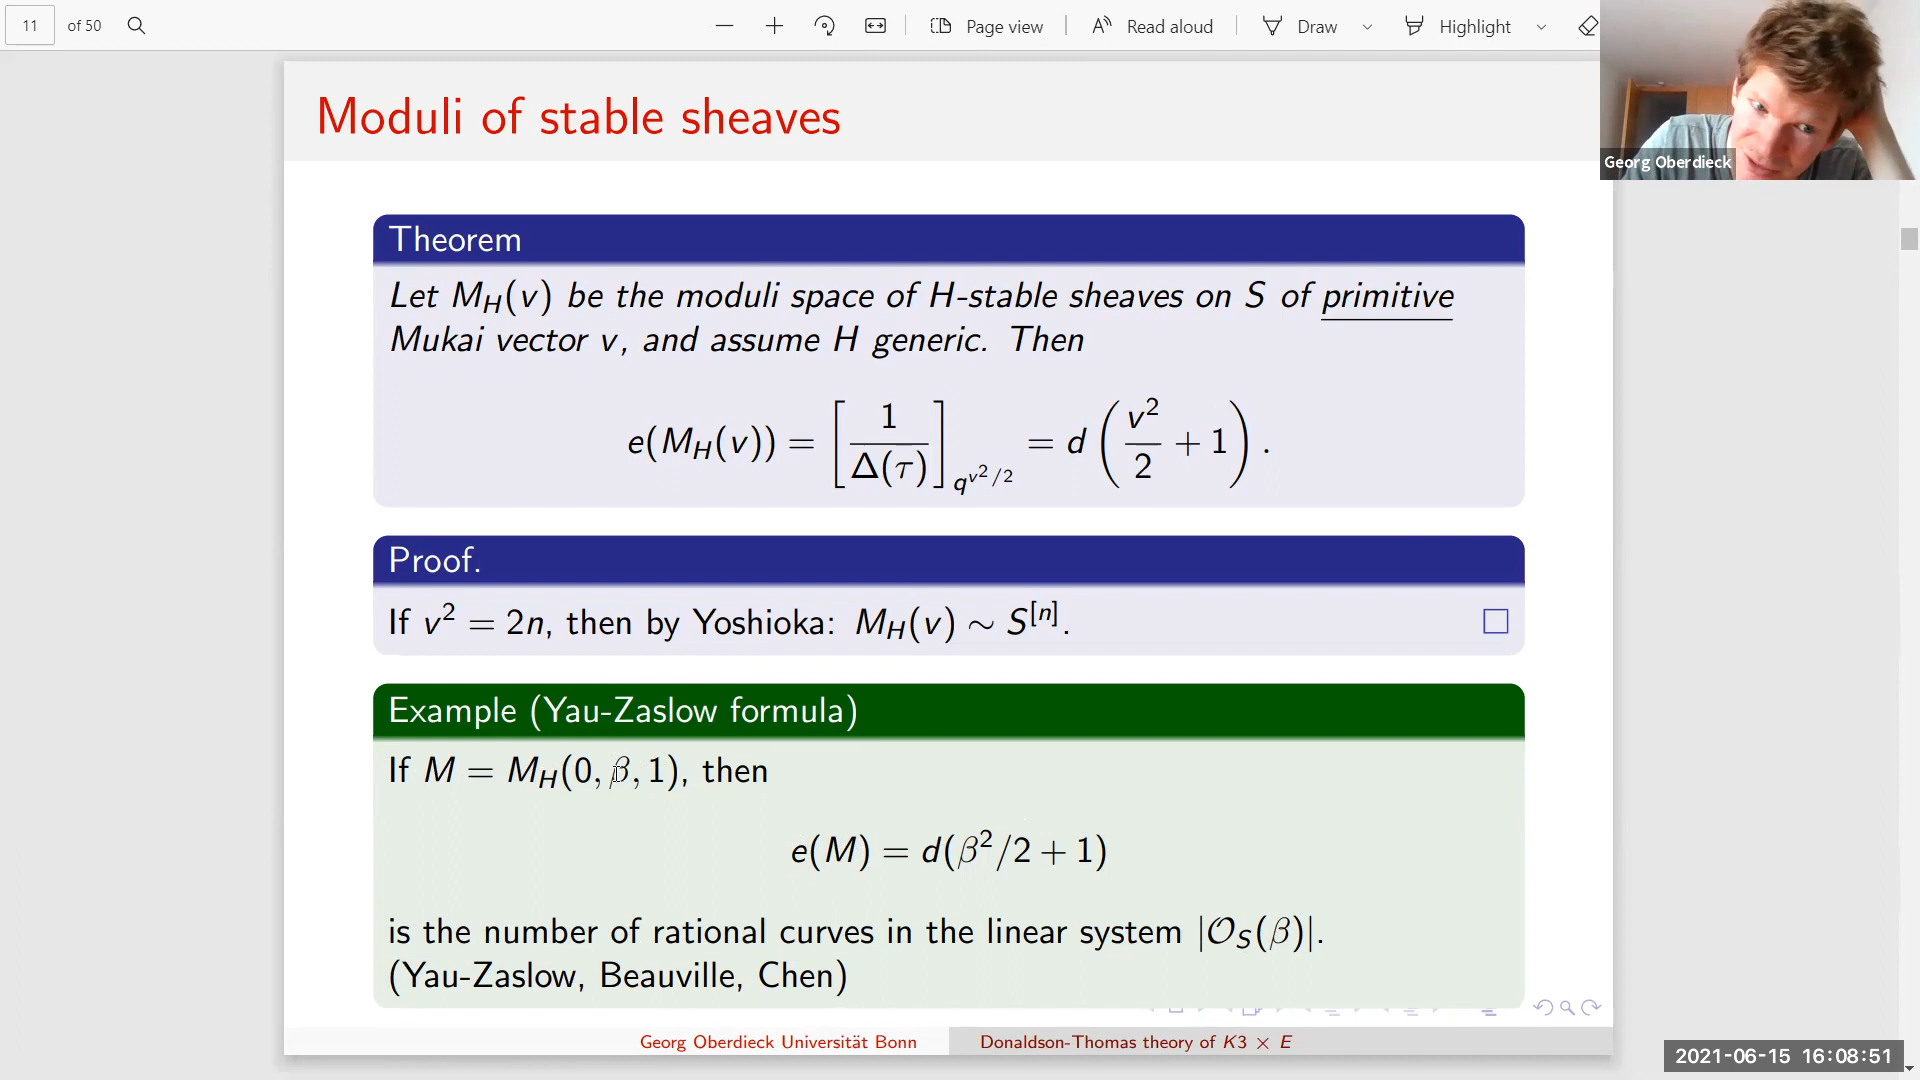 11 of 50 Page view Read aloud Draw Highlight
Georg Oberdieck
Moduli of stable sheaves
Theorem
Let M_H(v) be the moduli space of H-stable sheaves on S of primitive
Mukai vector v, and assume H generic. Then
e(M_H(v)) = [1/Δ(τ)]_{q^{v²/2}} = d(v²/2 + 1).
Proof.
If v² = 2n, then by Yoshioka: M_H(v) ∼ S^{[n]}. □
Example (Yau-Zaslow formula)
If M = M_H(0, β, 1), then
e(M) = d(β²/2 + 1)
is the number of rational curves in the linear system |𝒪_S(β)|.
(Yau-Zaslow, Beauville, Chen)
Georg Oberdieck Universität Bonn Donaldson-Thomas theory of K3 × E
2021-06-15 16:08:51